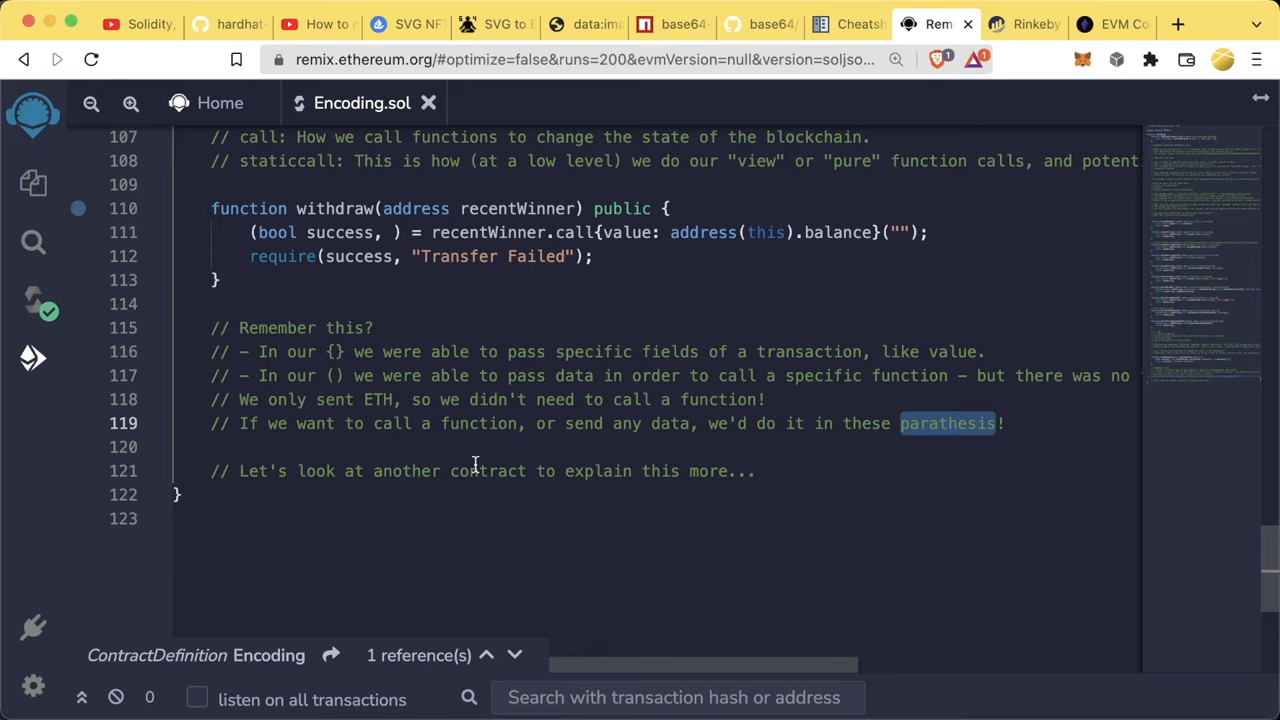 Solidity,
hardhat-
How to
SVG NF
SVG to E
data:ima
base64-
base64/
Cheatsh
Remi
Rinkeby
EVM Co
remix.ethereum.org/#optimize=false&runs=200&evmVersion=null&version=soljso...
1
1
Home
Encoding.sol
107 // call: How we call functions to change the state of the blockchain.
108 // staticcall: This is how (at a low level) we do our "view" or "pure" function calls, and potent
109
110 function withdraw(address recentWinner) public {
111 (bool success, ) = recentWinner.call{value: address(this).balance}("");
112 require(success, "Transfer Failed");
113 }
114
115 // Remember this?
116 // - In our {} we were able to pass specific fields of a transaction, like value.
117 // - In our () we were able to pass data in order to call a specific function - but there was no
118 // We only sent ETH, so we didn't need to call a function!
119 // If we want to call a function, or send any data, we'd do it in these parathesis!
120
121 // Let's look at another contract to explain this more...
122 }
123
ContractDefinition Encoding 1 reference(s)
0 listen on all transactions Search with transaction hash or address